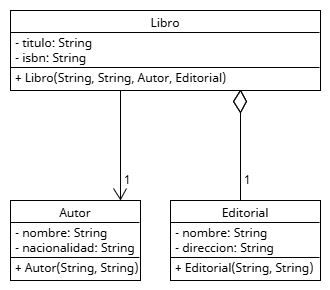 Libro
- titulo: String
- isbn: String
+ Libro(String, String, Autor, Editorial)
1
1
Autor
- nombre: String
- nacionalidad: String
+ Autor(String, String)
Editorial
- nombre: String
- direccion: String
+ Editorial(String, String)